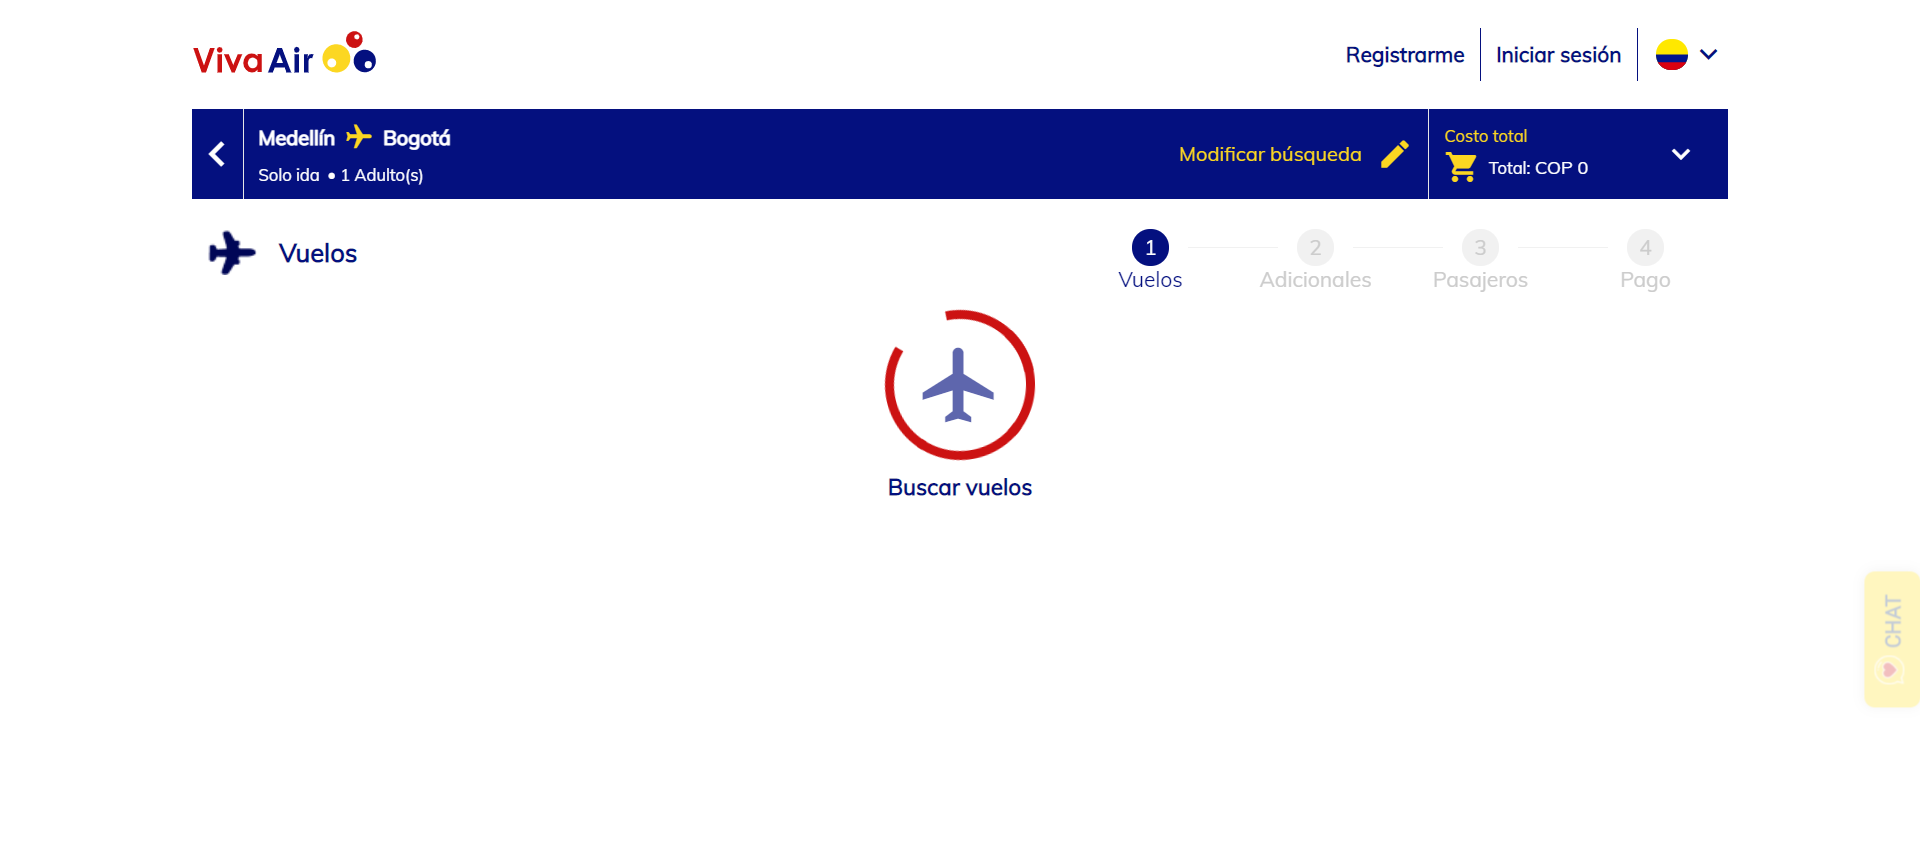 Viva Air
Registrarme
Iniciar sesión
Medellín Bogotá
Solo ida • 1 Adulto(s)
Modificar búsqueda
Costo total
Total: COP 0
Vuelos
1 2 3 4
Vuelos Adicionales Pasajeros Pago
Buscar vuelos
CHAT